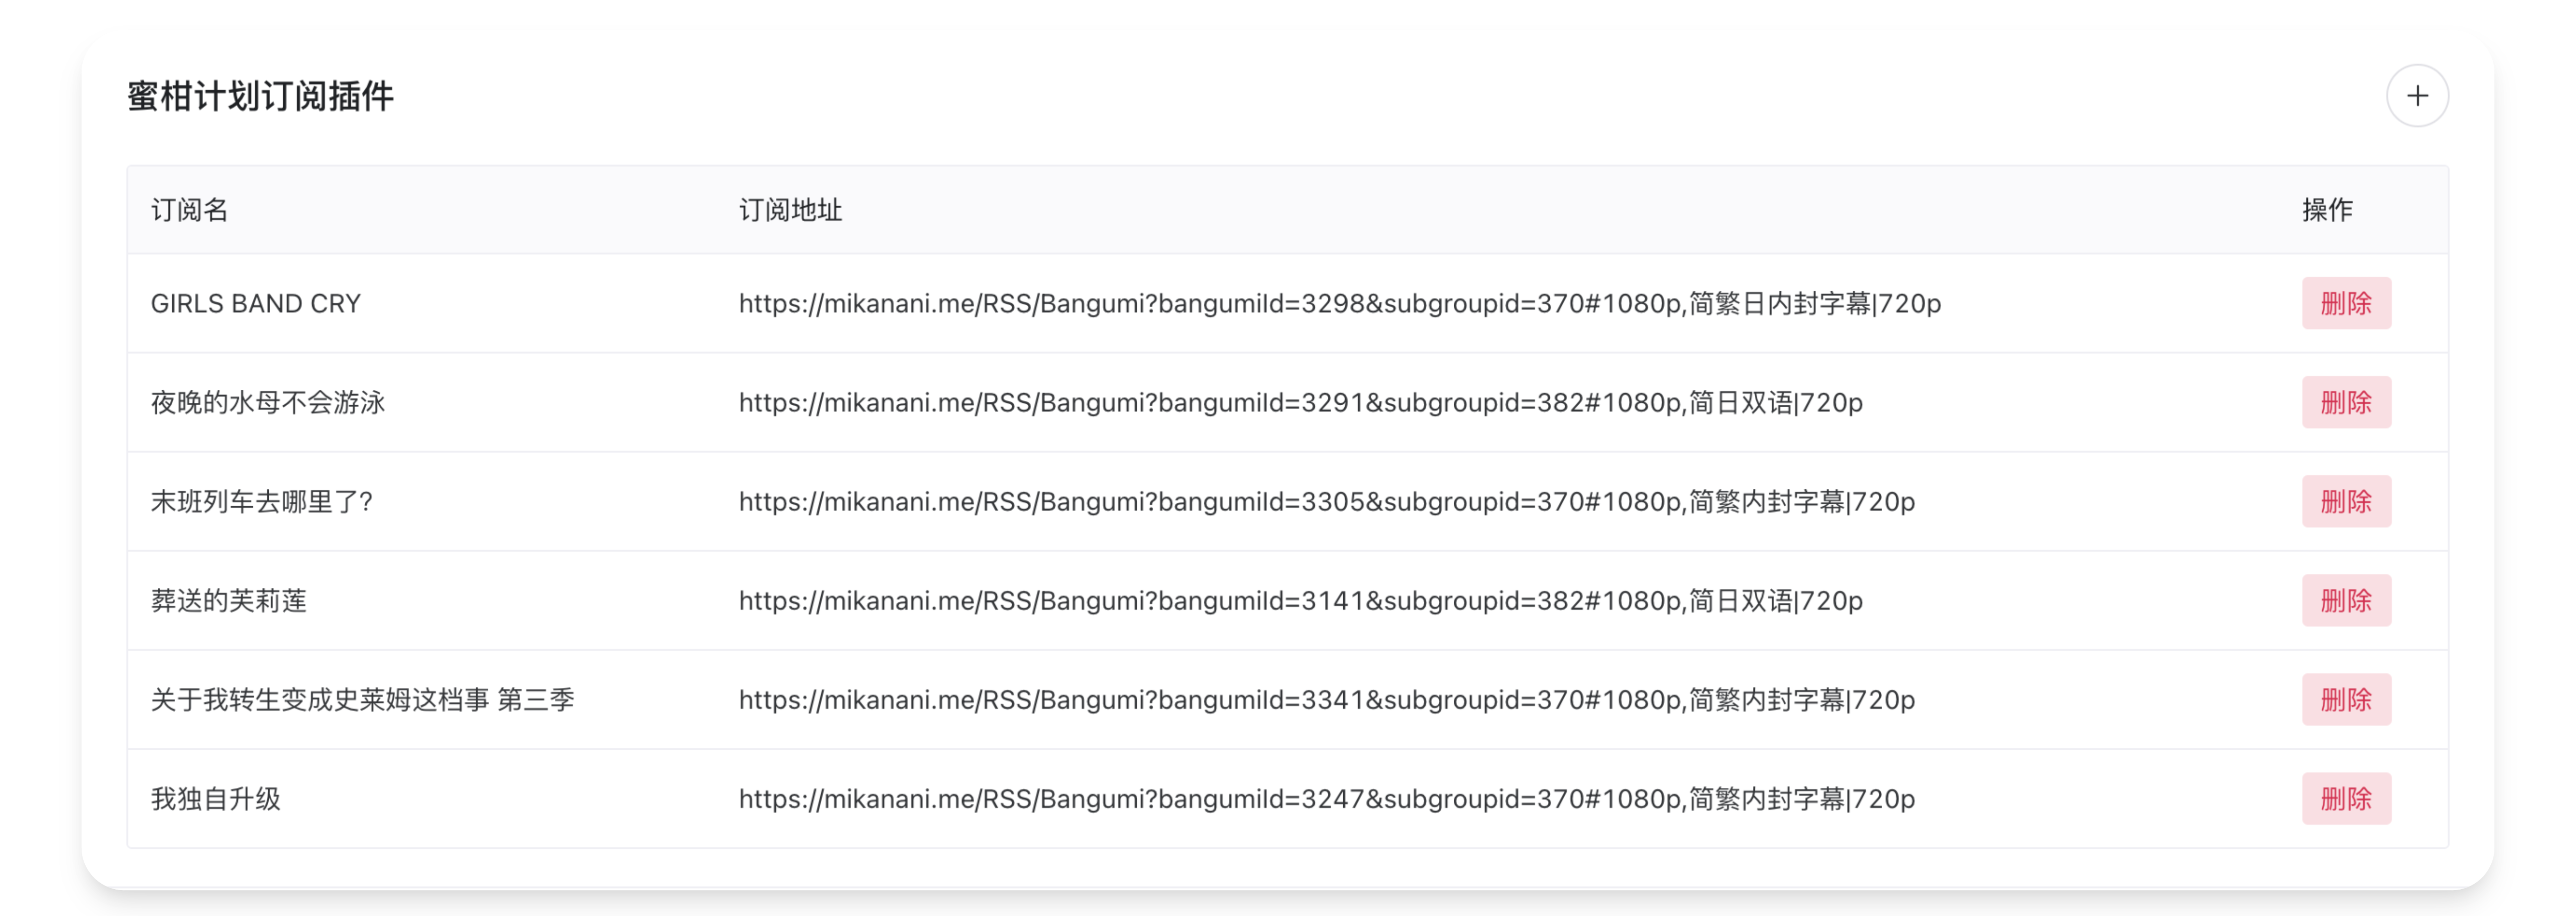 蜜柑计划订阅插件
订阅名 订阅地址 操作
GIRLS BAND CRY https://mikanani.me/RSS/Bangumi?bangumiId=3298&subgroupid=370#1080p,简繁日内封字幕|720p 删除
夜晚的水母不会游泳 https://mikanani.me/RSS/Bangumi?bangumiId=3291&subgroupid=382#1080p,简日双语|720p 删除
末班列车去哪里了? https://mikanani.me/RSS/Bangumi?bangumiId=3305&subgroupid=370#1080p,简繁内封字幕|720p 删除
葬送的芙莉莲 https://mikanani.me/RSS/Bangumi?bangumiId=3141&subgroupid=382#1080p,简日双语|720p 删除
关于我转生变成史莱姆这档事 第三季 https://mikanani.me/RSS/Bangumi?bangumiId=3341&subgroupid=370#1080p,简繁内封字幕|720p 删除
我独自升级 https://mikanani.me/RSS/Bangumi?bangumiId=3247&subgroupid=370#1080p,简繁内封字幕|720p 删除